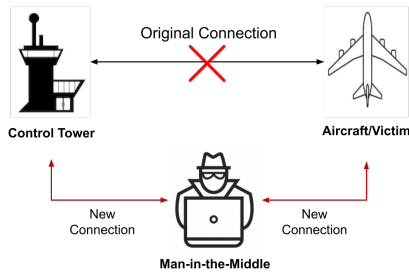 Original Connection
Control Tower
Aircraft/Victim
New
Connection
New
Connection
Man-in-the-Middle